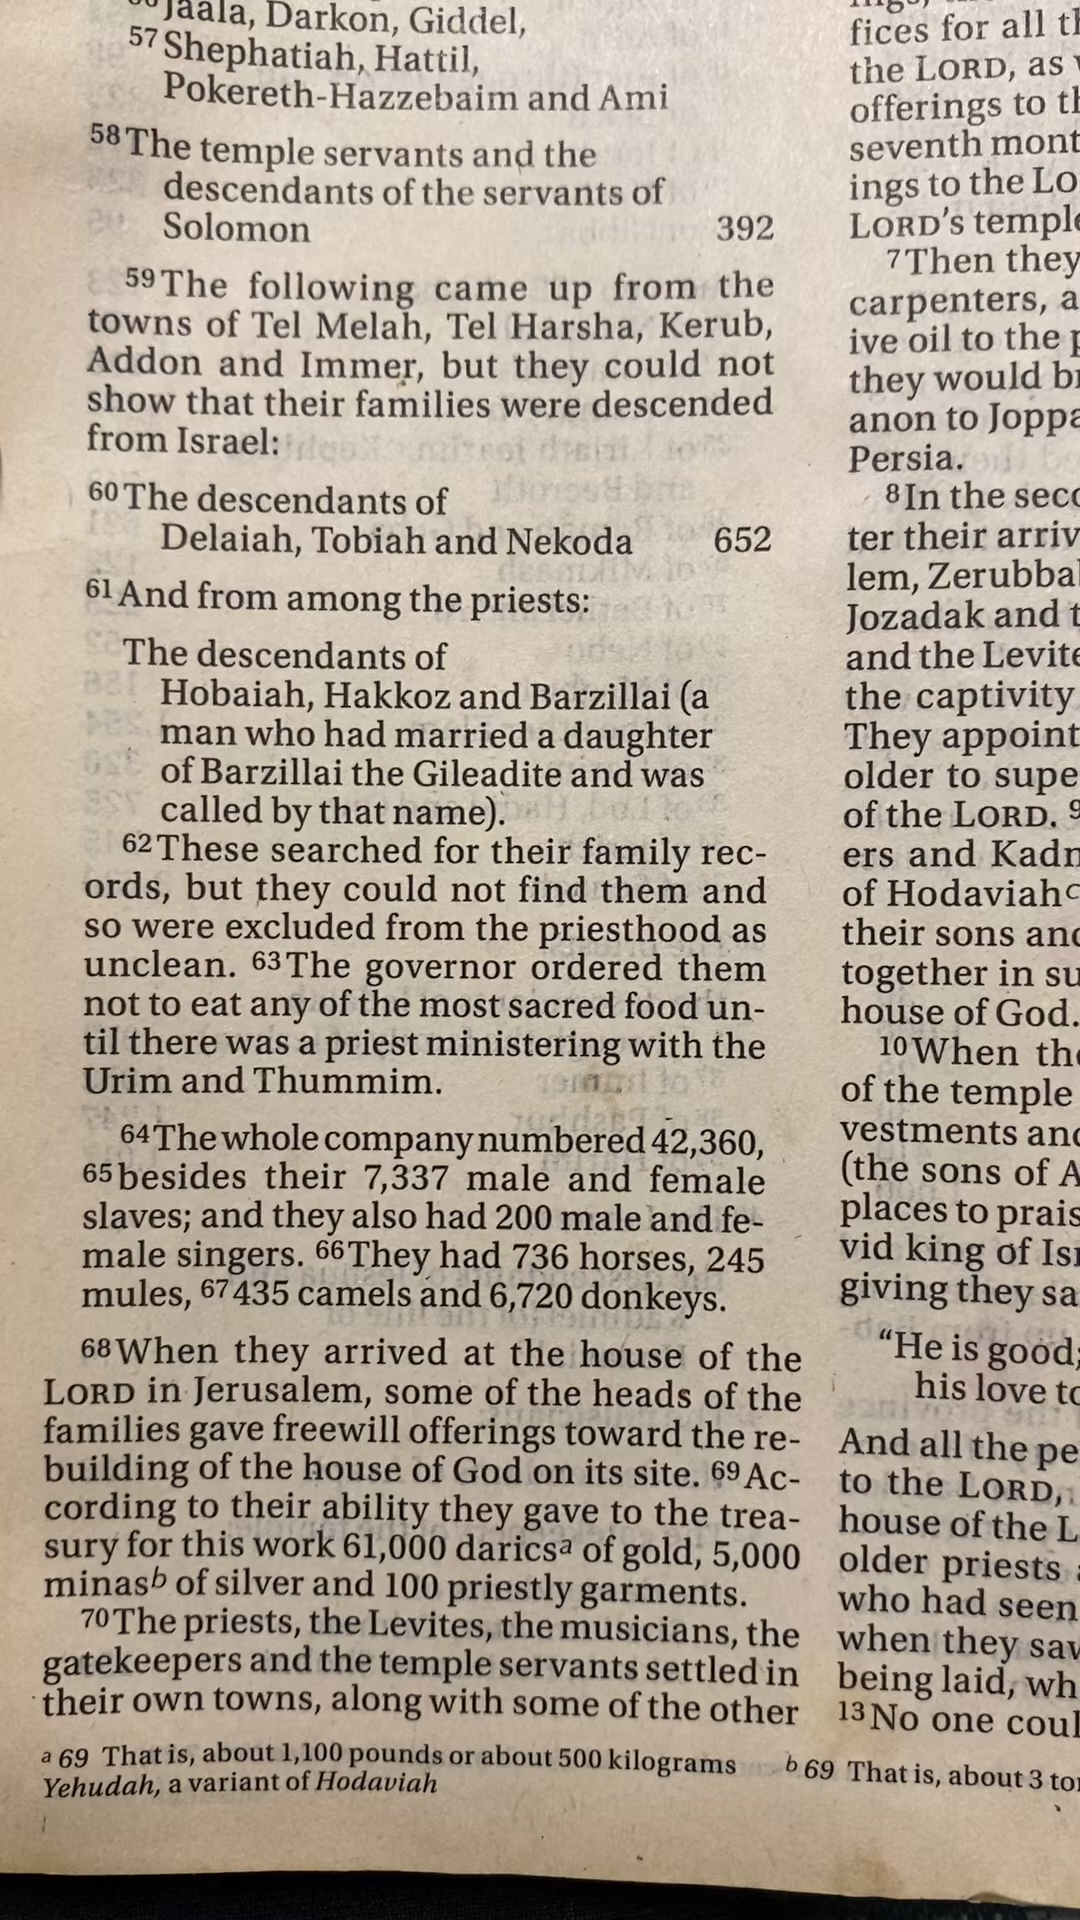 Jaala, Darkon, Giddel,
57 Shephatiah, Hattil,
Pokereth-Hazzebaim and Ami
58 The temple servants and the
descendants of the servants of
Solomon 392
59 The following came up from the
towns of Tel Melah, Tel Harsha, Kerub,
Addon and Immer, but they could not
show that their families were descended
from Israel:
60 The descendants of
Delaiah, Tobiah and Nekoda 652
61 And from among the priests:
The descendants of
Hobaiah, Hakkoz and Barzillai (a
man who had married a daughter
of Barzillai the Gileadite and was
called by that name).
62 These searched for their family rec-
ords, but they could not find them and
so were excluded from the priesthood as
unclean. 63 The governor ordered them
not to eat any of the most sacred food un-
til there was a priest ministering with the
Urim and Thummim.
64 The whole company numbered 42,360,
65 besides their 7,337 male and female
slaves; and they also had 200 male and fe-
male singers. 66 They had 736 horses, 245
mules, 67 435 camels and 6,720 donkeys.
68 When they arrived at the house of the
LORD in Jerusalem, some of the heads of the
families gave freewill offerings toward the re-
building of the house of God on its site. 69 Ac-
cording to their ability they gave to the trea-
sury for this work 61,000 darics a of gold, 5,000
minas b of silver and 100 priestly garments.
70 The priests, the Levites, the musicians, the
gatekeepers and the temple servants settled in
their own towns, along with some of the other
fices for all
the LORD, as
offerings to
seventh
ings to the
LORD's
7 Then they
carpenters,
ive oil to the
they would
anon to
Persia.
8 In the
ter their
lem,
Jozadak and
and the
the captivity
They
older to
of the LORD. 9
ers and
of Hodaviah c
their sons
together in
house of God.
10 When
of the temple
vestments
(the sons of
places to
vid king of
giving they
"He is good;
his love
And all the
to the LORD,
house of the
older priests
who had seen
when they
being laid,
13 No one
a 69 That is, about 1,100 pounds or about 500 kilograms b 69 That is, about 3
Yehudah, a variant of Hodaviah